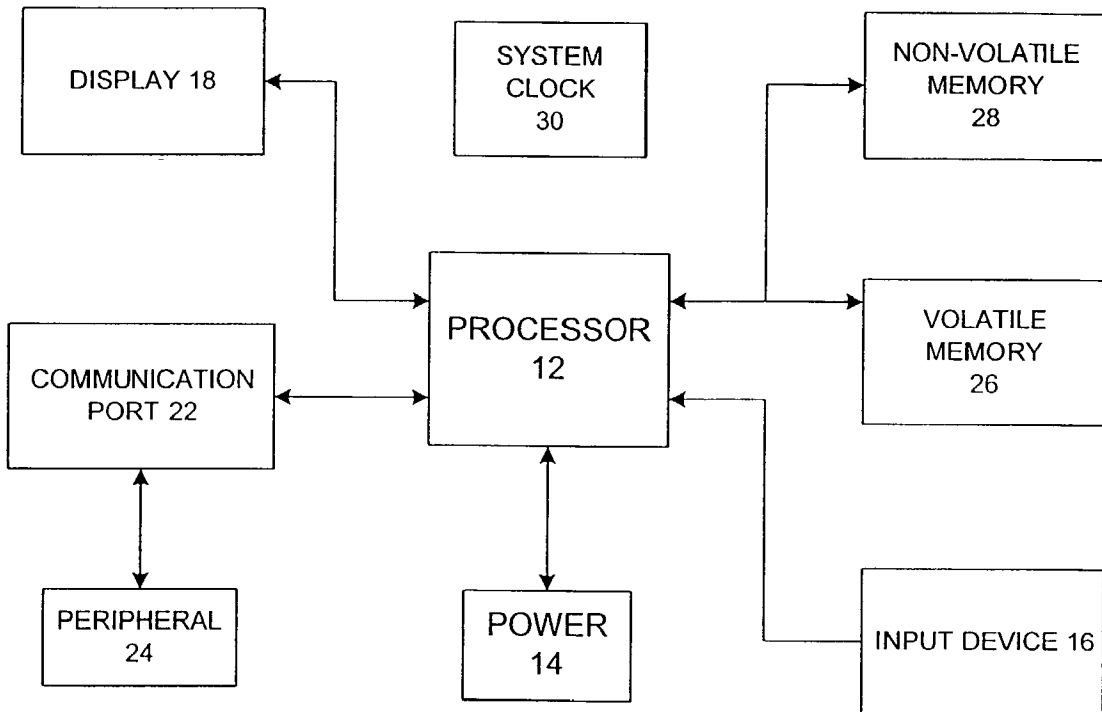 DISPLAY 18
SYSTEM
CLOCK
30
NON-VOLATILE
MEMORY
28
PROCESSOR
12
VOLATILE
MEMORY
26
COMMUNICATION
PORT 22
PERIPHERAL
24
POWER
14
INPUT DEVICE 16